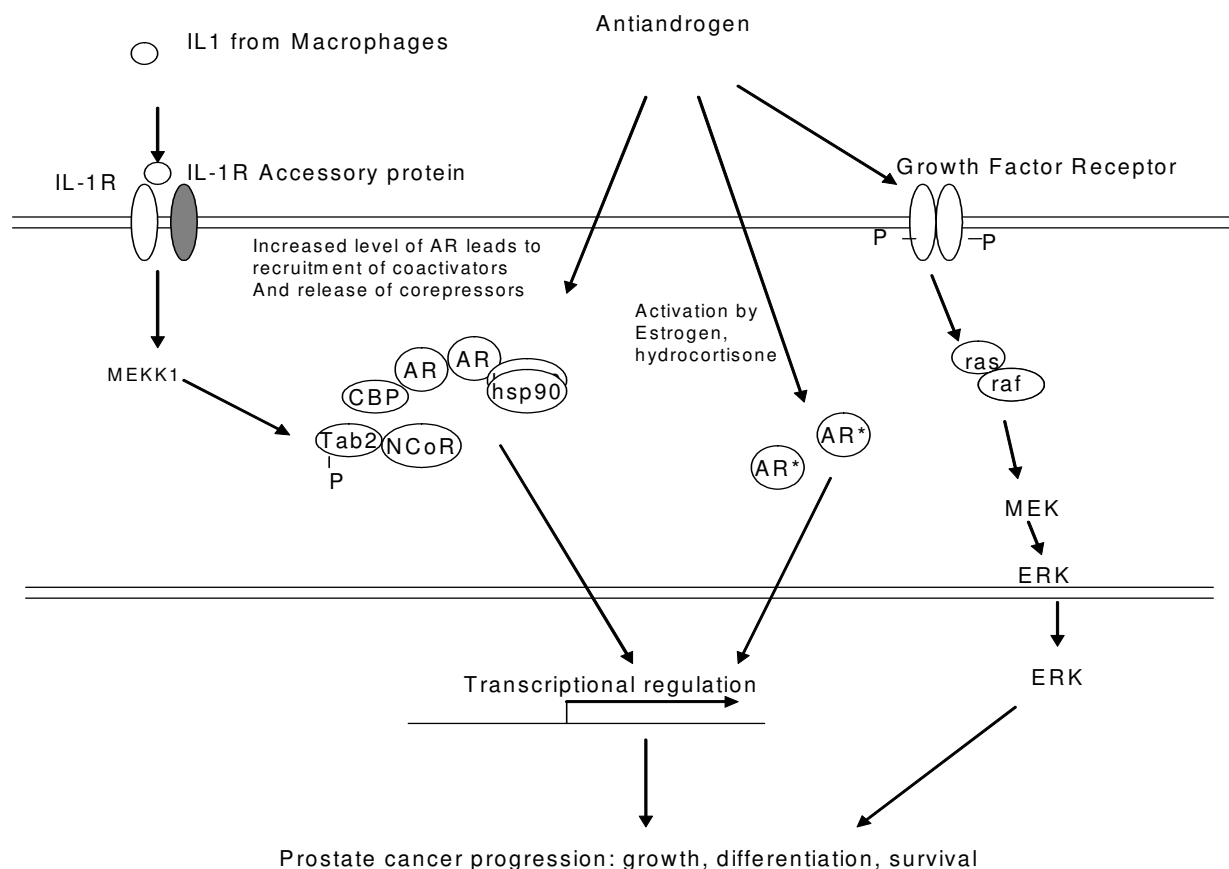 IL1 from Macrophages
Antiandrogen
IL-1R Accessory protein
IL-1R
Growth Factor Receptor
P
P
Increased level of AR leads to
recruitment of coactivators
And release of corepressors
Activation by
Estrogen,
hydrocortisone
MEKK1
AR
AR
hsp90
CBP
Tab2
NCoR
P
AR*
AR*
ras
raf
MEK
ERK
ERK
Transcriptional regulation
Prostate cancer progression: growth, differentiation, survival